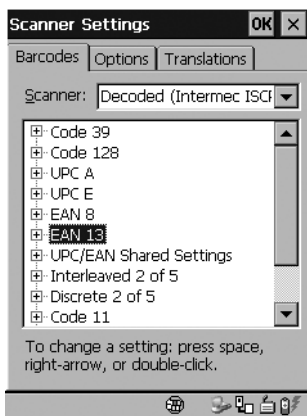 Scanner Settings OK ×
Barcodes Options Translations
Scanner: Decoded (Intermec ISCF
Code 39
Code 128
UPC A
UPC E
EAN 8
EAN 13
UPC/EAN Shared Settings
Interleaved 2 of 5
Discrete 2 of 5
Code 11
To change a setting: press space,
right-arrow, or double-click.